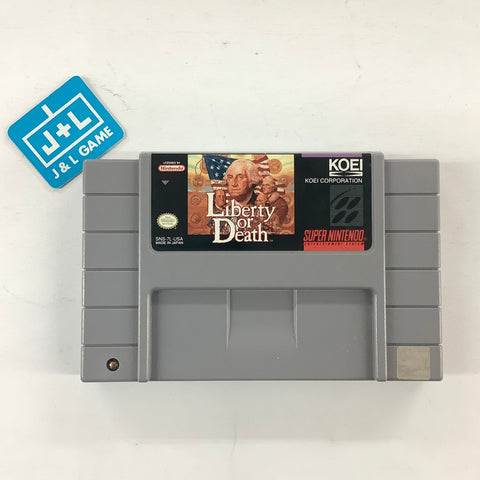 J+L
J & L GAME
LICENSED BY
Nintendo
KOEI
KOEI CORPORATION
Liberty
or
Death
TM
SNS-7L-USA
MADE IN JAPAN
SUPER NINTENDO
ENTERTAINMENT SYSTEM